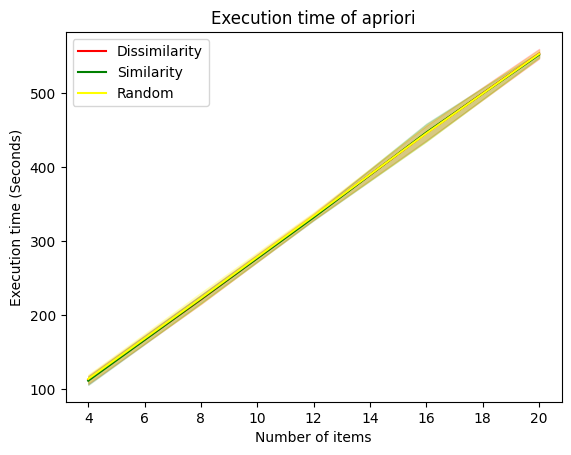 Execution time of apriori
Dissimilarity
Similarity
Random
Execution time (Seconds)
500
400
300
200
100
4 6 8 10 12 14 16 18 20
Number of items